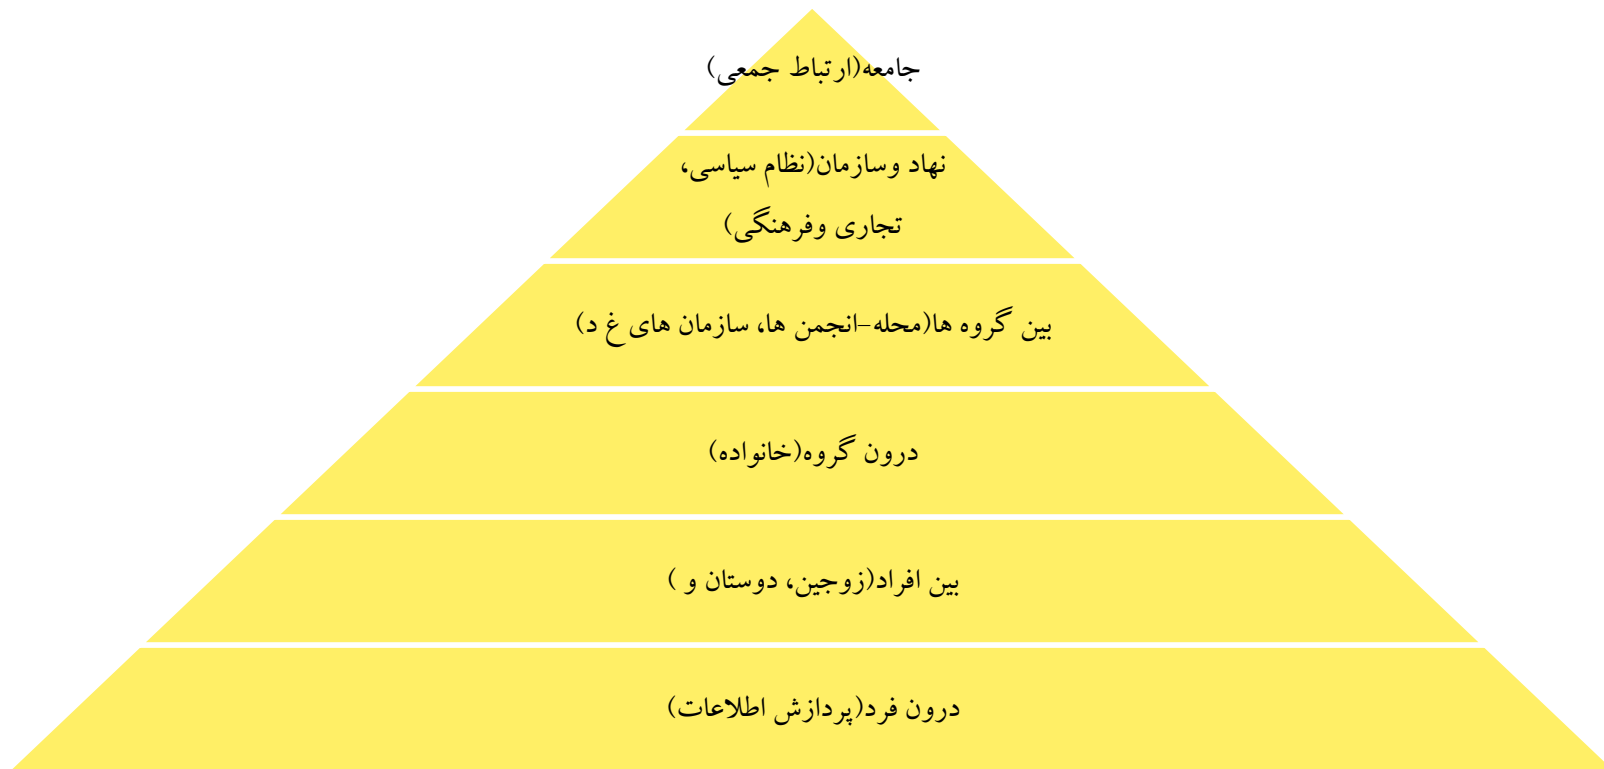 جامعه(ارتباط جمعی)
نهاد وسازمان(نظام سیاسی،
تجاری وفرهنگی)
بین گروه ها(محله-انجمن ها، سازمان های غ د)
درون گروه(خانواده)
بین افراد(زوجین، دوستان و )
درون فرد(پردازش اطلاعات)